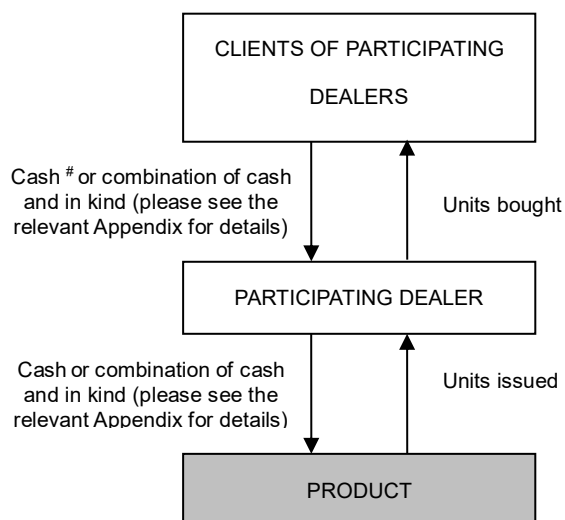 CLIENTS OF PARTICIPATING
DEALERS
Cash # or combination of cash
and in kind (please see the
relevant Appendix for details)
Units bought
PARTICIPATING DEALER
Cash or combination of cash
and in kind (please see the
relevant Appendix for details)
Units issued
PRODUCT